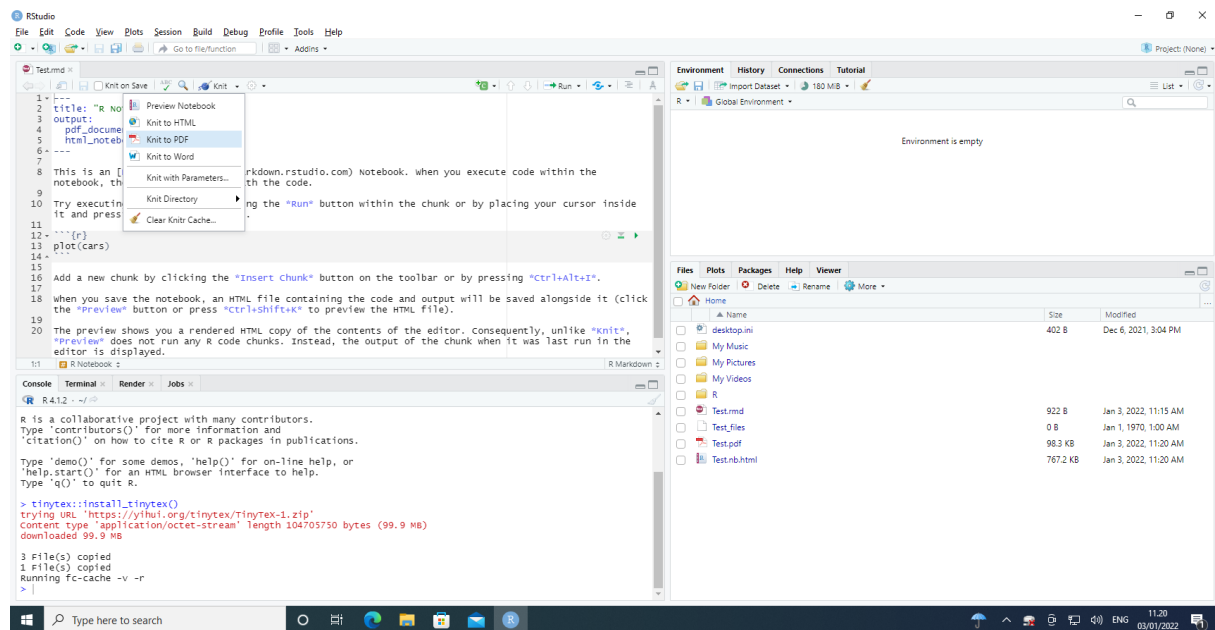 RStudio
File Edit Code View Plots Session Build Debug Profile Tools Help
Go to file/function Addins Project: (None)
Test.rmd
Knit on Save ABC Knit Run
1 ---
2 title: "R No
3 output:
4 pdf_docume
5 html_noteb
6 ---
7
8 This is an [ rkdown.rstudio.com) Notebook. When you execute code within the
notebook, th th the code.
9
10 Try executin ng the *Run* button within the chunk or by placing your cursor inside
it and press .
11
12 ```{r}
13 plot(cars)
14 ```
15
16 Add a new chunk by clicking the *Insert Chunk* button on the toolbar or by pressing *Ctrl+Alt+I*.
17
18 When you save the notebook, an HTML file containing the code and output will be saved alongside it (click
the *Preview* button or press *Ctrl+Shift+K* to preview the HTML file).
19
20 The preview shows you a rendered HTML copy of the contents of the editor. Consequently, unlike *Knit*,
*Preview* does not run any R code chunks. Instead, the output of the chunk when it was last run in the
editor is displayed.
Preview Notebook
Knit to HTML
Knit to PDF
Knit to Word
Knit with Parameters...
Knit Directory
Clear Knitr Cache...
1:1 R Notebook R Markdown
Console Terminal Render Jobs
R 4.1.2 · ~/
R is a collaborative project with many contributors.
Type 'contributors()' for more information and
'citation()' on how to cite R or R packages in publications.
Type 'demo()' for some demos, 'help()' for on-line help, or
'help.start()' for an HTML browser interface to help.
Type 'q()' to quit R.
> tinytex::install_tinytex()
trying URL 'https://yihui.org/tinytex/TinyTeX-1.zip'
Content type 'application/octet-stream' length 104705750 bytes (99.9 MB)
downloaded 99.9 MB
3 File(s) copied
1 File(s) copied
Running fc-cache -v -r
>
Environment History Connections Tutorial
Import Dataset 180 MiB List
R Global Environment
Environment is empty
Files Plots Packages Help Viewer
New Folder Delete Rename More
Home
Name Size Modified
desktop.ini 402 B Dec 6, 2021, 3:04 PM
My Music
My Pictures
My Videos
R
Test.rmd 922 B Jan 3, 2022, 11:15 AM
Test_files 0 B Jan 1, 1970, 1:00 AM
Test.pdf 98.3 KB Jan 3, 2022, 11:20 AM
Test.nb.html 767.2 KB Jan 3, 2022, 11:20 AM
Type here to search
ENG
11.20
03/01/2022